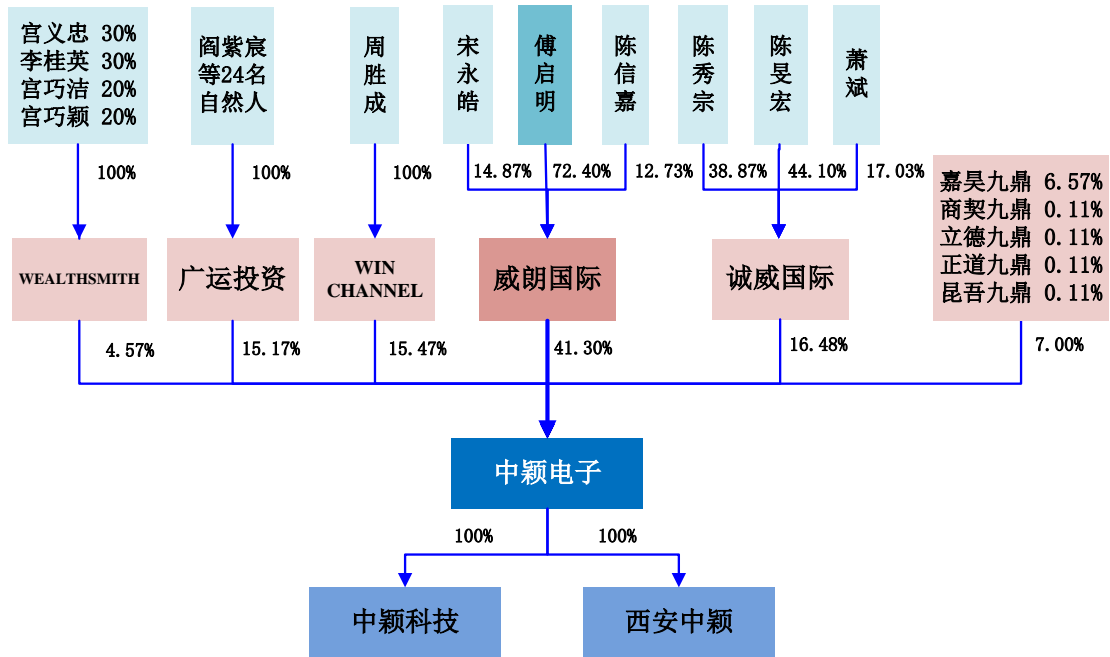 宫义忠 30%
李桂英 30%
宫巧洁 20%
宫巧颖 20%
阎紫宸
等24名
自然人
周胜成
宋永皓
傅启明
陈信嘉
陈秀宗
陈旻宏
萧斌
100%
100%
100%
14.87%
72.40%
12.73%
38.87%
44.10%
17.03%
嘉昊九鼎 6.57%
商契九鼎 0.11%
立德九鼎 0.11%
正道九鼎 0.11%
昆吾九鼎 0.11%
WEALTHSMITH
广运投资
WIN
CHANNEL
威朗国际
诚威国际
4.57%
15.17%
15.47%
41.30%
16.48%
7.00%
中颖电子
100%
100%
中颖科技
西安中颖